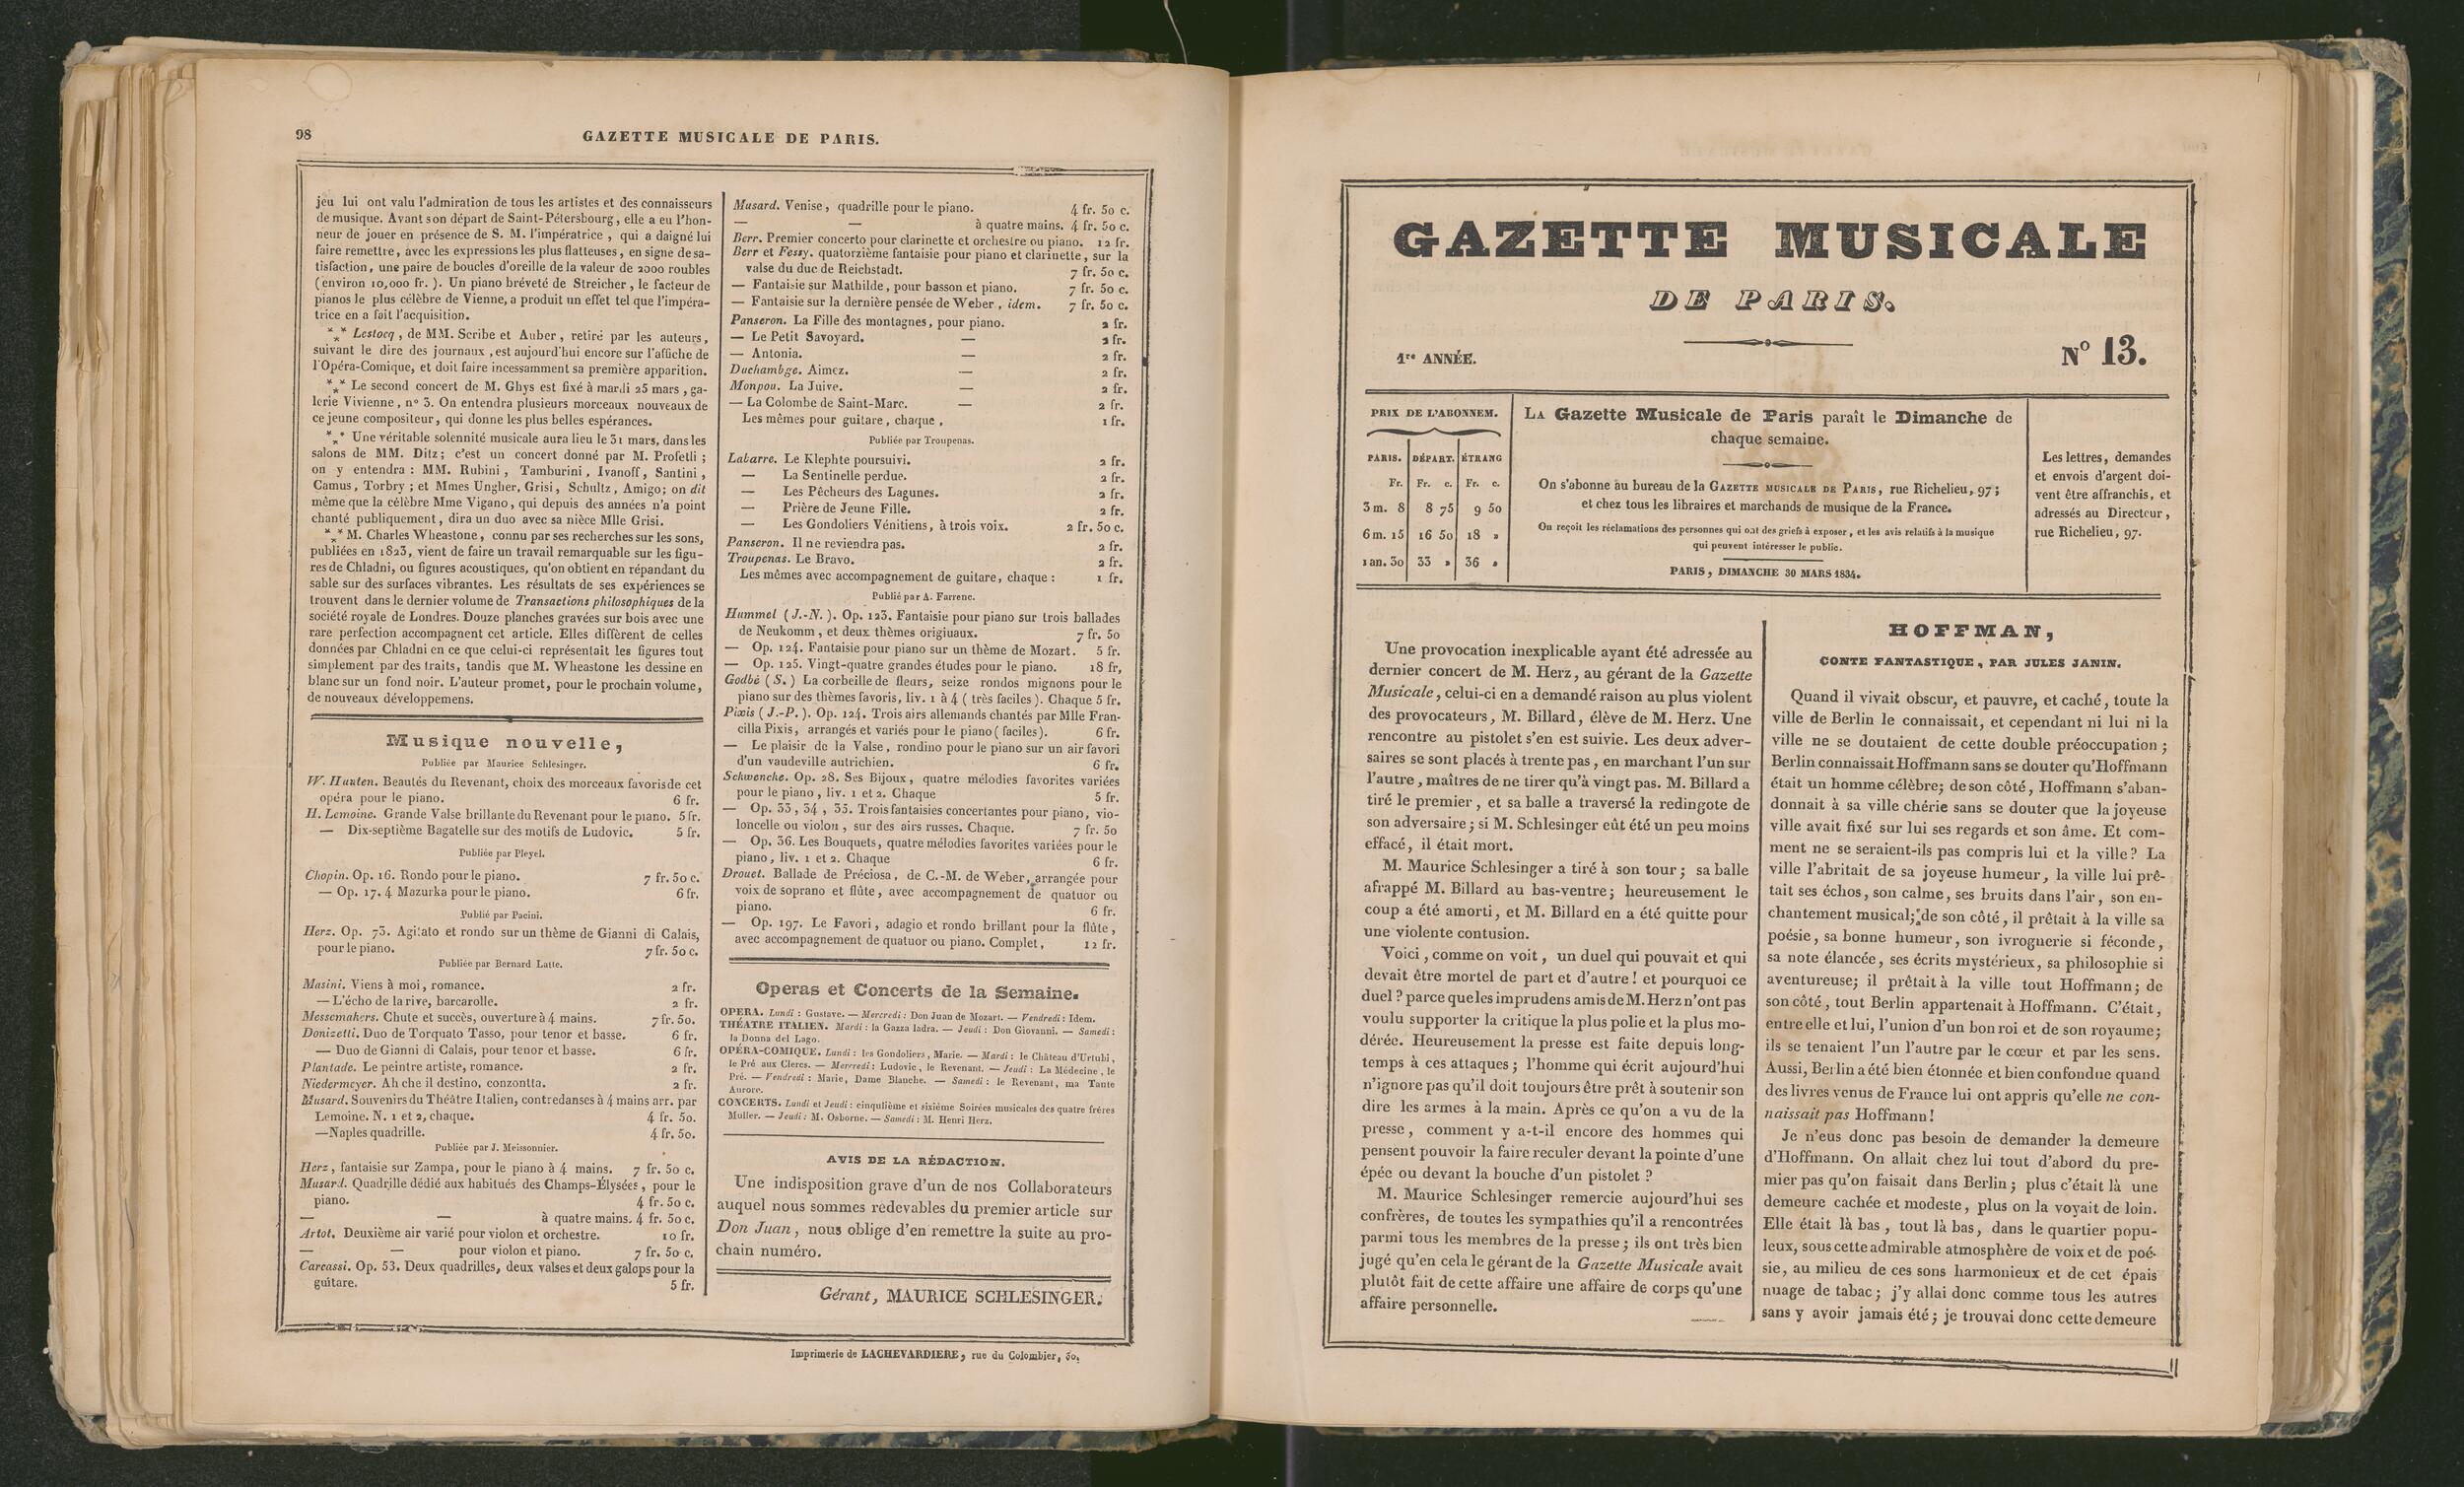 98
GAZETTE MUSICALE DE PARIS.
jeu lui ont valu l'admiration de tous les artistes et des connaisseurs
de musique. Avant son départ de Saint-Pétersbourg, elle a eu l'hon-
neur de jouer en présence de S. M. l'impératrice, qui a daigné lui
faire remettre, avec les expressions les plus flatteuses, en signe de sa-
tisfaction, une paire de boucles d'oreille de la valeur de 2000 roubles
(environ 10,000 fr.). Un piano bréveté de Streicher, le facteur de
pianos le plus célèbre de Vienne, a produit un effet tel que l'impéra-
trice en a fait l'acquisition.
*** Lestocq, de MM. Scribe et Auber, retiré par les auteurs,
suivant le dire des journaux, est aujourd'hui encore sur l'affiche de
l'Opéra-Comique, et doit faire incessamment sa première apparition.
*** Le second concert de M. Ghys est fixé à mardi 25 mars, ga-
lerie Vivienne, n° 3. On entendra plusieurs morceaux nouveaux de
ce jeune compositeur, qui donne les plus belles espérances.
*** Une véritable solennité musicale aura lieu le 31 mars, dans les
salons de MM. Ditz; c'est un concert donné par M. Profetli;
on y entendra : MM. Rubini, Tamburini, Ivanoff, Santini,
Camus, Torbry; et Mmes Ungher, Grisi, Schultz, Amigo; on dit
même que la célèbre Mme Vigano, qui depuis des années n'a point
chanté publiquement, dira un duo avec sa nièce Mlle Grisi.
*** M. Charles Wheastone, connu par ses recherches sur les sons,
publiées en 1823, vient de faire un travail remarquable sur les figu-
res de Chladni, ou figures acoustiques, qu'on obtient en répandant du
sable sur des surfaces vibrantes. Les résultats de ses expériences se
trouvent dans le dernier volume de Transactions philosophiques de la
société royale de Londres. Douze planches gravées sur bois avec une
rare perfection accompagnent cet article. Elles diffèrent de celles
données par Chladni en ce que celui-ci représentait les figures tout
simplement par des traits, tandis que M. Wheastone les dessine en
blanc sur un fond noir. L'auteur promet, pour le prochain volume,
de nouveaux développemens.
Musique nouvelle,
Publiée par Maurice Schlesinger.
W. Hunten. Beautés du Revenant, choix des morceaux favoris de cet
opéra pour le piano. 6 fr.
H. Lemoine. Grande Valse brillante du Revenant pour le piano. 5 fr.
— Dix-septième Bagatelle sur des motifs de Ludovic. 5 fr.
Publiée par Pleyel.
Chopin. Op. 16. Rondo pour le piano. 7 fr. 50 c.
— Op. 17. 4 Mazurka pour le piano. 6 fr.
Publié par Pacini.
Herz. Op. 73. Agitato et rondo sur un thème de Gianni di Calais,
pour le piano. 7 fr. 50 c.
Publiée par Bernard Latte.
Masini. Viens à moi, romance. 2 fr.
— L'écho de la rive, barcarolle. 2 fr.
Messemakers. Chute et succès, ouverture à 4 mains. 7 fr. 50.
Donizetti. Duo de Torquato Tasso, pour tenor et basse. 6 fr.
— Duo de Gianni di Calais, pour tenor et basse. 6 fr.
Plantade. Le peintre artiste, romance. 2 fr.
Niedermeyer. Ah che il destino, conzontta. 2 fr.
Musard. Souvenirs du Théâtre Italien, contredanses à 4 mains arr. par
Lemoine. N. 1 et 2, chaque. 4 fr. 50.
—Naples quadrille. 4 fr. 50.
Publiée par J. Meissonnier.
Herz, fantaisie sur Zampa, pour le piano à 4 mains. 7 fr. 50 c.
Musard. Quadrille dédié aux habitués des Champs-Élysées, pour le
piano. 4 fr. 50 c.
— — à quatre mains. 4 fr. 50 c.
Artot. Deuxième air varié pour violon et orchestre. 10 fr.
— — pour violon et piano. 7 fr. 50 c.
Carcassi. Op. 53. Deux quadrilles, deux valses et deux galops pour la
guitare. 5 fr.
Musard. Venise, quadrille pour le piano. 4 fr. 50 c.
— — à quatre mains. 4 fr. 50 c.
Berr. Premier concerto pour clarinette et orchestre ou piano. 12 fr.
Berr et Fessy. quatorzième fantaisie pour piano et clarinette, sur la
valse du duc de Reichstadt. 7 fr. 50 c.
— Fantaisie sur Mathilde, pour basson et piano. 7 fr. 50 c.
— Fantaisie sur la dernière pensée de Weber, idem. 7 fr. 50 c.
Panseron. La Fille des montagnes, pour piano. 2 fr.
— Le Petit Savoyard. — 2 fr.
— Antonia. — 2 fr.
Duchambge. Aimez. — 2 fr.
Monpou. La Juive. — 2 fr.
— La Colombe de Saint-Marc. — 2 fr.
Les mêmes pour guitare, chaque, 1 fr.
Publiée par Troupenas.
Labarre. Le Klephte poursuivi. 2 fr.
— La Sentinelle perdue. 2 fr.
— Les Pêcheurs des Lagunes. 2 fr.
— Prière de Jeune Fille. 2 fr.
— Les Gondoliers Vénitiens, à trois voix. 2 fr. 50 c.
Panseron. Il ne reviendra pas. 2 fr.
Troupenas. Le Bravo. 2 fr.
Les mêmes avec accompagnement de guitare, chaque : 1 fr.
Publié par A. Farrenc.
Hummel (J.-N.). Op. 123. Fantaisie pour piano sur trois ballades
de Neukomm, et deux thèmes origiuaux. 7 fr. 50
— Op. 124. Fantaisie pour piano sur un thème de Mozart. 5 fr.
— Op. 125. Vingt-quatre grandes études pour le piano. 18 fr.
Godbé (S.) La corbeille de fleurs, seize rondos mignons pour le
piano sur des thèmes favoris, liv. 1 à 4 (très faciles). Chaque 5 fr.
Pixis (J.-P.). Op. 124. Trois airs allemands chantés par Mlle Fran-
cilla Pixis, arrangés et variés pour le piano (faciles). 6 fr.
— Le plaisir de la Valse, rondino pour le piano sur un air favori
d'un vaudeville autrichien. 6 fr.
Schwencke. Op. 28. Ses Bijoux, quatre mélodies favorites variées
pour le piano, liv. 1 et 2. Chaque 5 fr.
— Op. 33, 34, 35. Trois fantaisies concertantes pour piano, vio-
loncelle ou violon, sur des airs russes. Chaque. 7 fr. 50
— Op. 36. Les Bouquets, quatre mélodies favorites variées pour le
piano, liv. 1 et 2. Chaque 6 fr.
Drouet. Ballade de Préciosa, de C.-M. de Weber, arrangée pour
voix de soprano et flûte, avec accompagnement de quatuor ou
piano. 6 fr.
— Op. 197. Le Favori, adagio et rondo brillant pour la flûte,
avec accompagnement de quatuor ou piano. Complet, 12 fr.
Operas et Concerts de la Semaine.
OPERA. Lundi : Gustave. — Mercredi : Don Juan de Mozart. — Vendredi : Idem.
THÉATRE ITALIEN. Mardi : la Gazza ladra. — Jeudi : Don Giovanni. — Samedi :
la Donna del Lago.
OPÉRA-COMIQUE. Lundi : les Gondoliers, Marie. — Mardi : le Château d'Urtubi,
le Pré aux Clercs. — Mercredi : Ludovic, le Revenant. — Jeudi : La Médecine, le
Pré. — Vendredi : Marie, Dame Blanche. — Samedi : le Revenant, ma Tante
Aurore.
CONCERTS. Lundi et Jeudi : cinquiième et sixième Soirées musicales des quatre frères
Muller. — Jeudi : M. Osborne. — Samedi : M. Henri Herz.
AVIS DE LA RÉDACTION.
Une indisposition grave d'un de nos Collaborateurs
auquel nous sommes redevables du premier article sur
Don Juan, nous oblige d'en remettre la suite au pro-
chain numéro.
Gérant, MAURICE SCHLESINGER.
Imprimerie de LACHEVARDIERE, rue du Colombier, 30.
GAZETTE MUSICALE
DE PARIS.
1re ANNÉE.
N° 13.
PRIX DE L'ABONNEM.
PARIS. DÉPART. ÉTRANG
Fr. Fr. c. Fr. c.
3 m. 8 8 75 9 50
6 m. 15 16 50 18 »
1 an. 30 33 » 36 »
LA Gazette Musicale de Paris paraît le Dimanche de
chaque semaine.
On s'abonne au bureau de la GAZETTE MUSICALE DE PARIS, rue Richelieu, 97;
et chez tous les libraires et marchands de musique de la France.
On reçoit les réclamations des personnes qui ont des griefs à exposer, et les avis relatifs à la musique
qui peuvent intéresser le public.
PARIS, DIMANCHE 30 MARS 1834.
Les lettres, demandes
et envois d'argent doi-
vent être affranchis, et
adressés au Directeur,
rue Richelieu, 97.
Une provocation inexplicable ayant été adressée au
dernier concert de M. Herz, au gérant de la Gazette
Musicale, celui-ci en a demandé raison au plus violent
des provocateurs, M. Billard, élève de M. Herz. Une
rencontre au pistolet s'en est suivie. Les deux adver-
saires se sont placés à trente pas, en marchant l'un sur
l'autre, maîtres de ne tirer qu'à vingt pas. M. Billard a
tiré le premier, et sa balle a traversé la redingote de
son adversaire; si M. Schlesinger eût été un peu moins
effacé, il était mort.
M. Maurice Schlesinger a tiré à son tour; sa balle
afrappé M. Billard au bas-ventre; heureusement le
coup a été amorti, et M. Billard en a été quitte pour
une violente contusion.
Voici, comme on voit, un duel qui pouvait et qui
devait être mortel de part et d'autre! et pourquoi ce
duel? parce que les imprudens amis de M. Herz n'ont pas
voulu supporter la critique la plus polie et la plus mo-
dérée. Heureusement la presse est faite depuis long-
temps à ces attaques; l'homme qui écrit aujourd'hui
n'ignore pas qu'il doit toujours être prêt à soutenir son
dire les armes à la main. Après ce qu'on a vu de la
presse, comment y a-t-il encore des hommes qui
pensent pouvoir la faire reculer devant la pointe d'une
épée ou devant la bouche d'un pistolet?
M. Maurice Schlesinger remercie aujourd'hui ses
confrères, de toutes les sympathies qu'il a rencontrées
parmi tous les membres de la presse; ils ont très bien
jugé qu'en cela le gérant de la Gazette Musicale avait
plutôt fait de cette affaire une affaire de corps qu'une
affaire personnelle.
HOFFMAN,
CONTE FANTASTIQUE, PAR JULES JANIN.
Quand il vivait obscur, et pauvre, et caché, toute la
ville de Berlin le connaissait, et cependant ni lui ni la
ville ne se doutaient de cette double préoccupation;
Berlin connaissait Hoffmann sans se douter qu'Hoffmann
était un homme célèbre; de son côté, Hoffmann s'aban-
donnait à sa ville chérie sans se douter que la joyeuse
ville avait fixé sur lui ses regards et son âme. Et com-
ment ne se seraient-ils pas compris lui et la ville? La
ville l'abritait de sa joyeuse humeur, la ville lui prê-
tait ses échos, son calme, ses bruits dans l'air, son en-
chantement musical; de son côté, il prêtait à la ville sa
poésie, sa bonne humeur, son ivrognerie si féconde,
sa note élancée, ses écrits mystérieux, sa philosophie si
aventureuse; il prêtait à la ville tout Hoffmann; de
son côté, tout Berlin appartenait à Hoffmann. C'était,
entre elle et lui, l'union d'un bon roi et de son royaume;
ils se tenaient l'un l'autre par le cœur et par les sens.
Aussi, Berlin a été bien étonnée et bien confondue quand
des livres venus de France lui ont appris qu'elle ne con-
naissait pas Hoffmann!
Je n'eus donc pas besoin de demander la demeure
d'Hoffmann. On allait chez lui tout d'abord du pre-
mier pas qu'on faisait dans Berlin; plus c'était là une
demeure cachée et modeste, plus on la voyait de loin.
Elle était là bas, tout là bas, dans le quartier popu-
leux, sous cette admirable atmosphère de voix et de poé-
sie, au milieu de ces sons harmonieux et de cet épais
nuage de tabac; j'y allai donc comme tous les autres
sans y avoir jamais été; je trouvai donc cette demeure